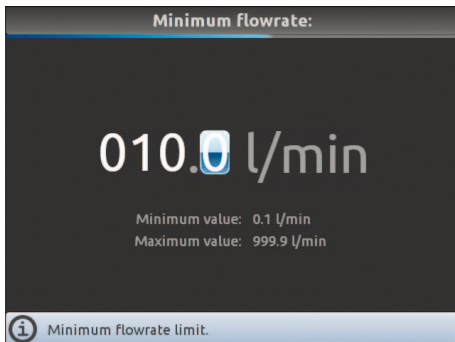 Minimum flowrate:
010.0 l/min
Minimum value: 0.1 l/min
Maximum value: 999.9 l/min
Minimum flowrate limit.